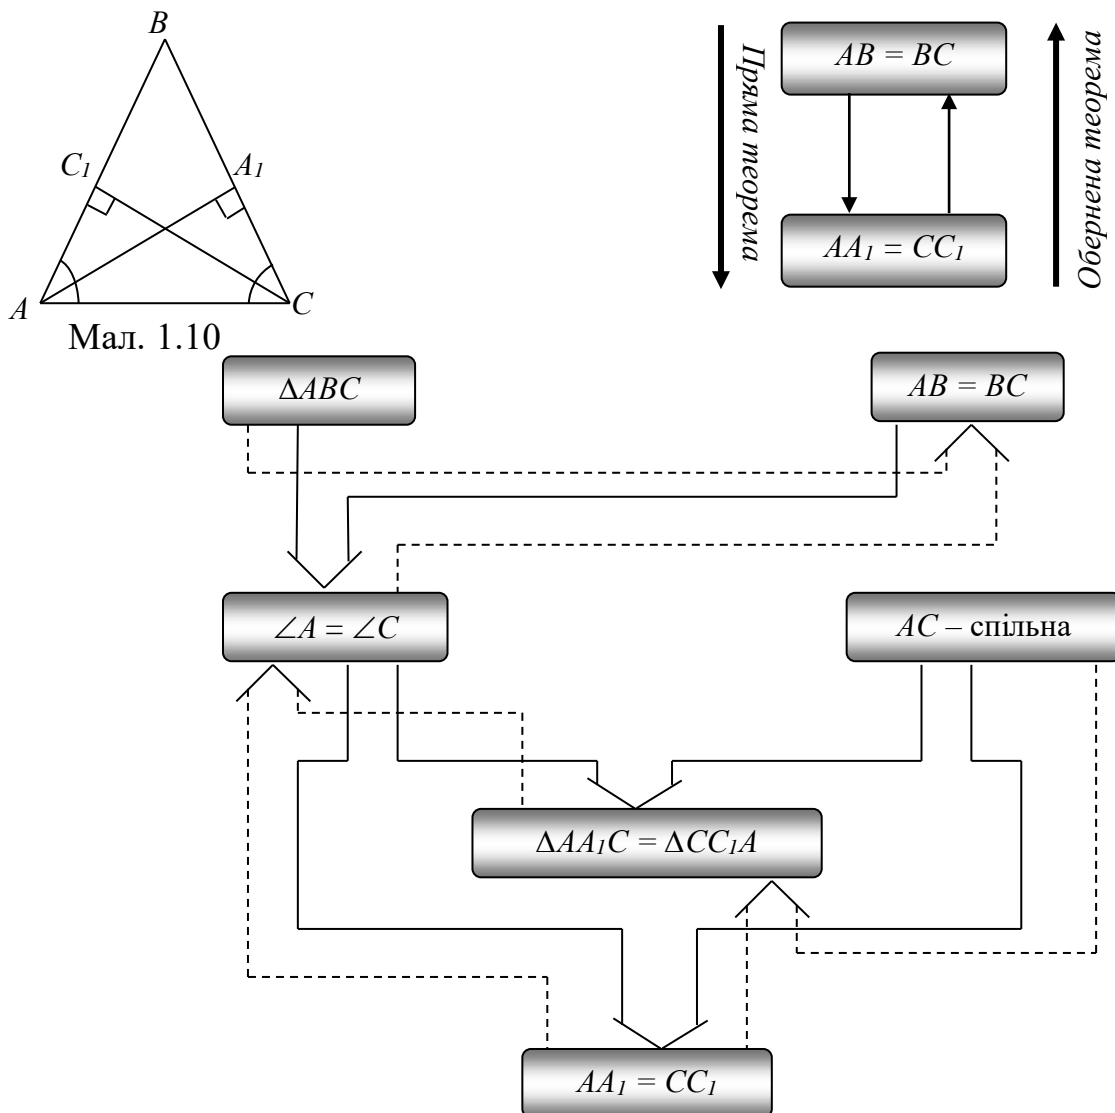 B
C₁
A₁
A
C
Мал. 1.10
Пряма теорема
AB = BC
AA₁ = CC₁
Обернена теорема
ΔABC
AB = BC
∠A = ∠C
AC – спільна
ΔAA₁C = ΔCC₁A
AA₁ = CC₁